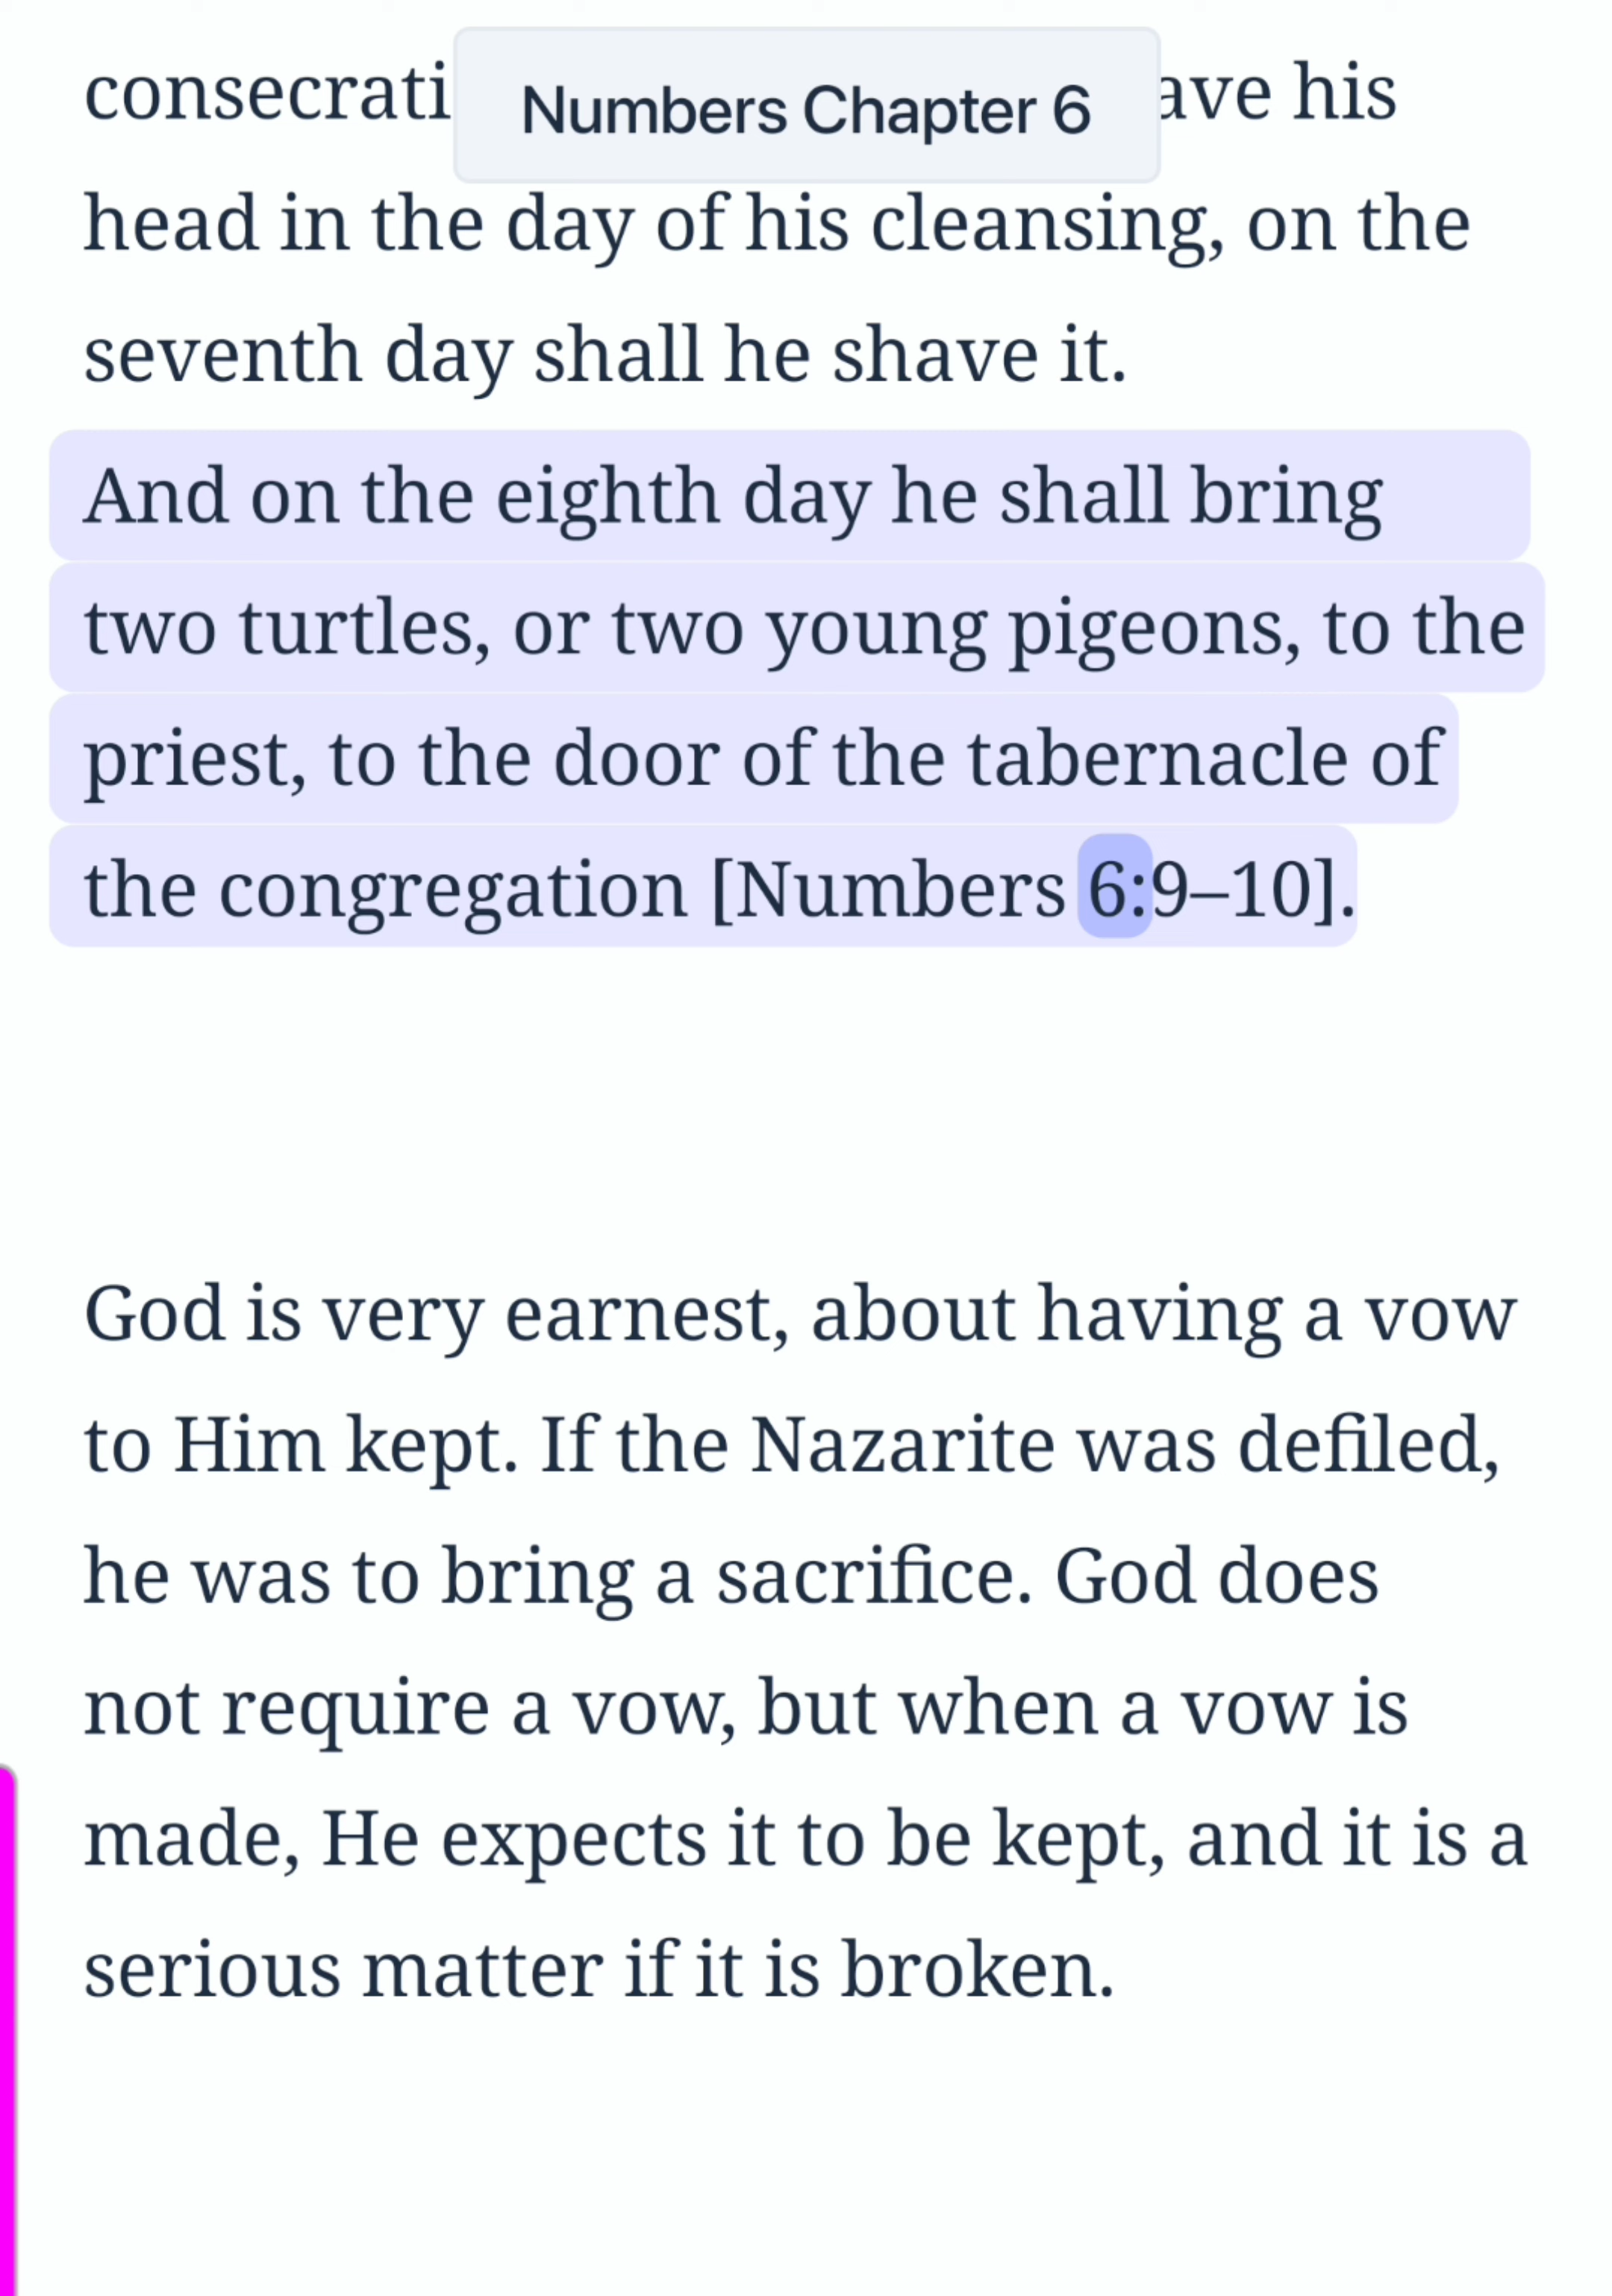 Numbers Chapter 6
consecrati ave his
head in the day of his cleansing, on the
seventh day shall he shave it.
And on the eighth day he shall bring
two turtles, or two young pigeons, to the
priest, to the door of the tabernacle of
the congregation [Numbers 6:9–10].
God is very earnest, about having a vow
to Him kept. If the Nazarite was defiled,
he was to bring a sacrifice. God does
not require a vow, but when a vow is
made, He expects it to be kept, and it is a
serious matter if it is broken.